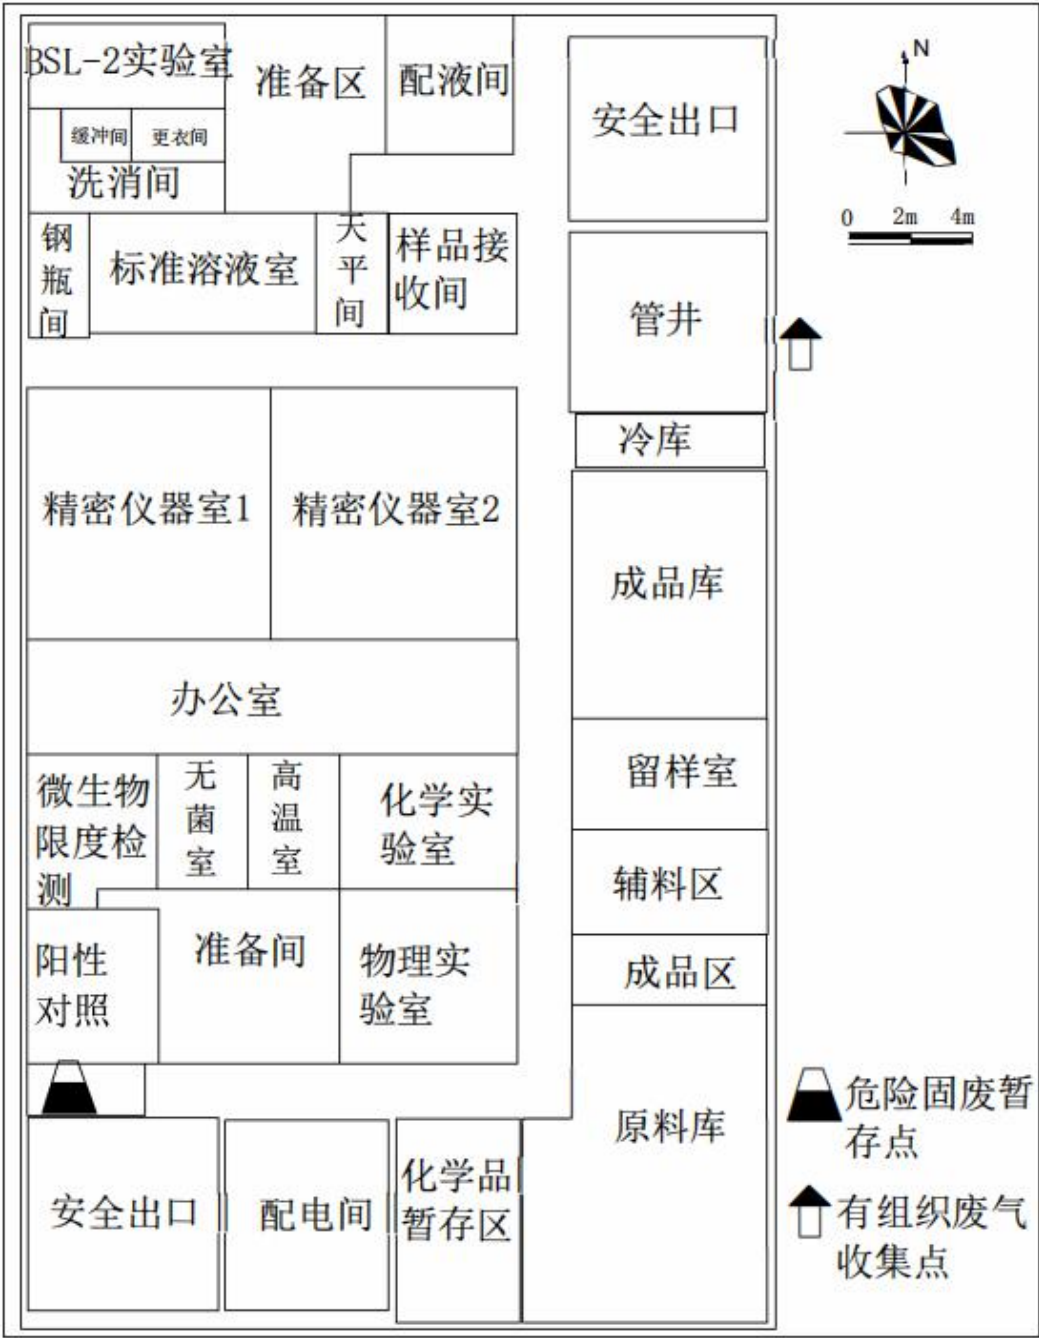 BSL-2实验室
准备区
配液间
缓冲间
更衣间
洗消间
安全出口
N
0 2m 4m
钢
瓶
间
标准溶液室
天
平
间
样品接
收间
管井
冷库
精密仪器室1
精密仪器室2
成品库
办公室
留样室
微生物
限度检
测
无
菌
室
高
温
室
化学实
验室
辅料区
阳性
对照
准备间
物理实
验室
成品区
原料库
安全出口
配电间
化学品
暂存区
危险固废暂
存点
有组织废气
收集点